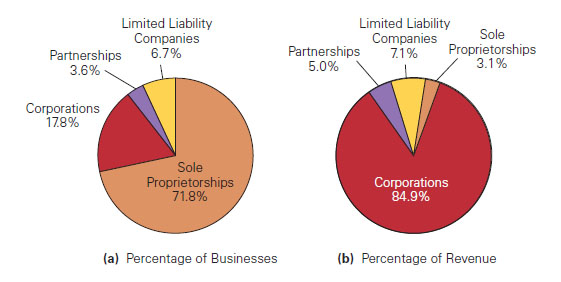 Limited Liability
Companies
6.7%
Partnerships
3.6%
Corporations
17.8%
Sole
Proprietorships
71.8%
(a) Percentage of Businesses
Limited Liability
Companies
7.1%
Partnerships
5.0%
Sole
Proprietorships
3.1%
Corporations
84.9%
(b) Percentage of Revenue